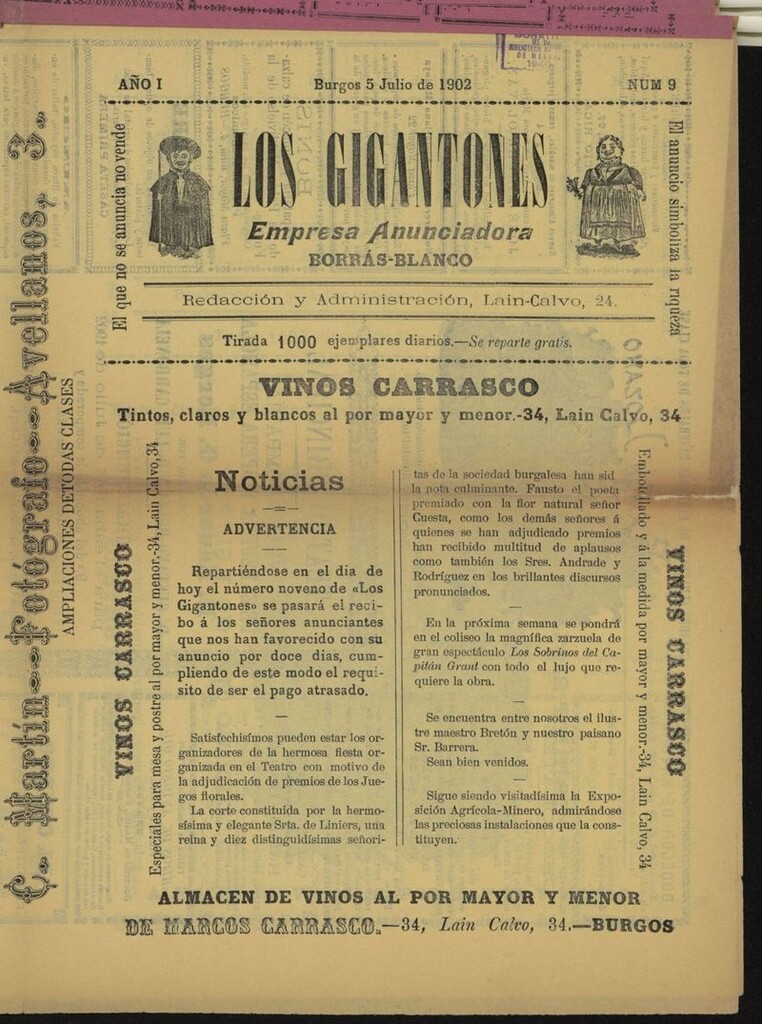 AÑO I Burgos 5 Julio de 1902 NUM 9
El que no se anuncia no vende
LOS GIGANTONES
Empresa Anunciadora
BORRÁS-BLANCO
El anuncio simboliza la riqueza
Redacción y Administración, Lain-Calvo, 24.
Tirada 1000 ejemplares diarios.—Se reparte gratis.
VINOS CARRASCO
Tintos, claros y blancos al por mayor y menor.-34, Lain Calvo, 34
C. Martín--Fotógrafo--Avellanos, 3.
AMPLIACIONES DE TODAS CLASES
VINOS CARRASCO
Especiales para mesa y postre al por mayor y menor.-34, Lain Calvo, 34
Noticias
ADVERTENCIA
Repartiéndose en el día de
hoy el número noveno de «Los
Gigantones» se pasará el reci-
bo á los señores anunciantes
que nos han favorecido con su
anuncio por doce dias, cum-
pliendo de este modo el requi-
sito de ser el pago atrasado.
Satisfechisímos pueden estar los or-
ganizadores de la hermosa fiesta or-
ganizada en el Teatro con motivo de
la adjudicación de premios de los Jue-
gos florales.
La corte constituida por la hermo-
sísima y elegante Srta. de Liniers, una
reina y diez distinguidísimas señori-
tas de la sociedad burgalesa han sid
la nota culminante. Fausto el poeta
premiado con la flor natural señor
Cuesta, como los demás señores á
quienes se han adjudicado premios
han recibido multitud de aplausos
como también los Sres. Andrade y
Rodríguez en los brillantes discursos
pronunciados.
En la próxima semana se pondrá
en el coliseo la magnífica zarzuela de
gran espectáculo Los Sobrinos del Ca-
pitán Grant con todo el lujo que re-
quiere la obra.
Se encuentra entre nosotros el ilus-
tre maestro Bretón y nuestro paisano
Sr. Barrera.
Sean bien venidos.
Sigue siendo visitadísima la Expo-
sición Agrícola-Minero, admirándose
las preciosas instalaciones que la cons-
tituyen.
Embotellado y á la medida por mayor y menor.-34, Lain Calvo, 34
VINOS CARRASCO
ALMACEN DE VINOS AL POR MAYOR Y MENOR
DE MARCOS CARRASCO.—34, Lain Calvo, 34.—BURGOS